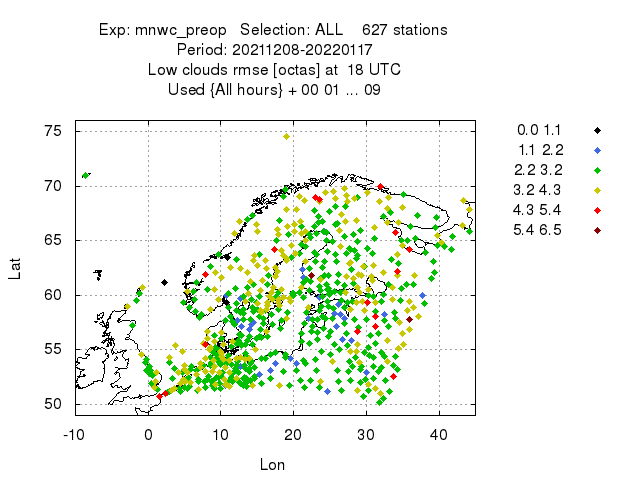 Exp: mnwc_preop   Selection: ALL    627 stations
Period: 20211208-20220117
Low clouds rmse [octas] at  18 UTC
Used {All hours} + 00 01 ... 09
0.0 1.1
1.1 2.2
2.2 3.2
3.2 4.3
4.3 5.4
5.4 6.5
75
70
65
60
55
50
Lat
-10 0 10 20 30 40
Lon